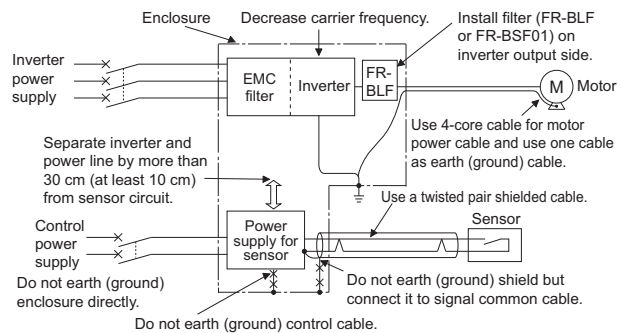 Enclosure
Decrease carrier frequency.
Install filter (FR-BLF
or FR-BSF01) on
inverter output side.
Inverter
power
supply
EMC
filter
Inverter
FR-
BLF
M
Motor
Use 4-core cable for motor
power cable and use one cable
as earth (ground) cable.
Separate inverter and
power line by more than
30 cm (at least 10 cm)
from sensor circuit.
Use a twisted pair shielded cable.
Control
power
supply
Power
supply for
sensor
Sensor
Do not earth (ground)
enclosure directly.
Do not earth (ground) shield but
connect it to signal common cable.
Do not earth (ground) control cable.